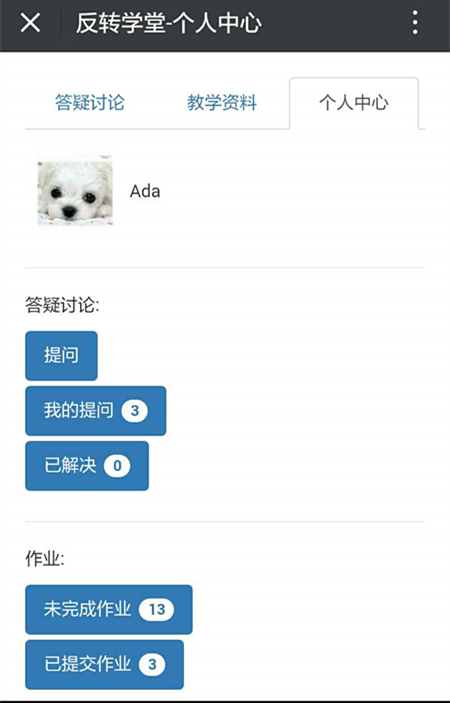 反转学堂-个人中心
答疑讨论 教学资料 个人中心
Ada
答疑讨论:
提问
我的提问 3
已解决 0
作业:
未完成作业 13
已提交作业 3